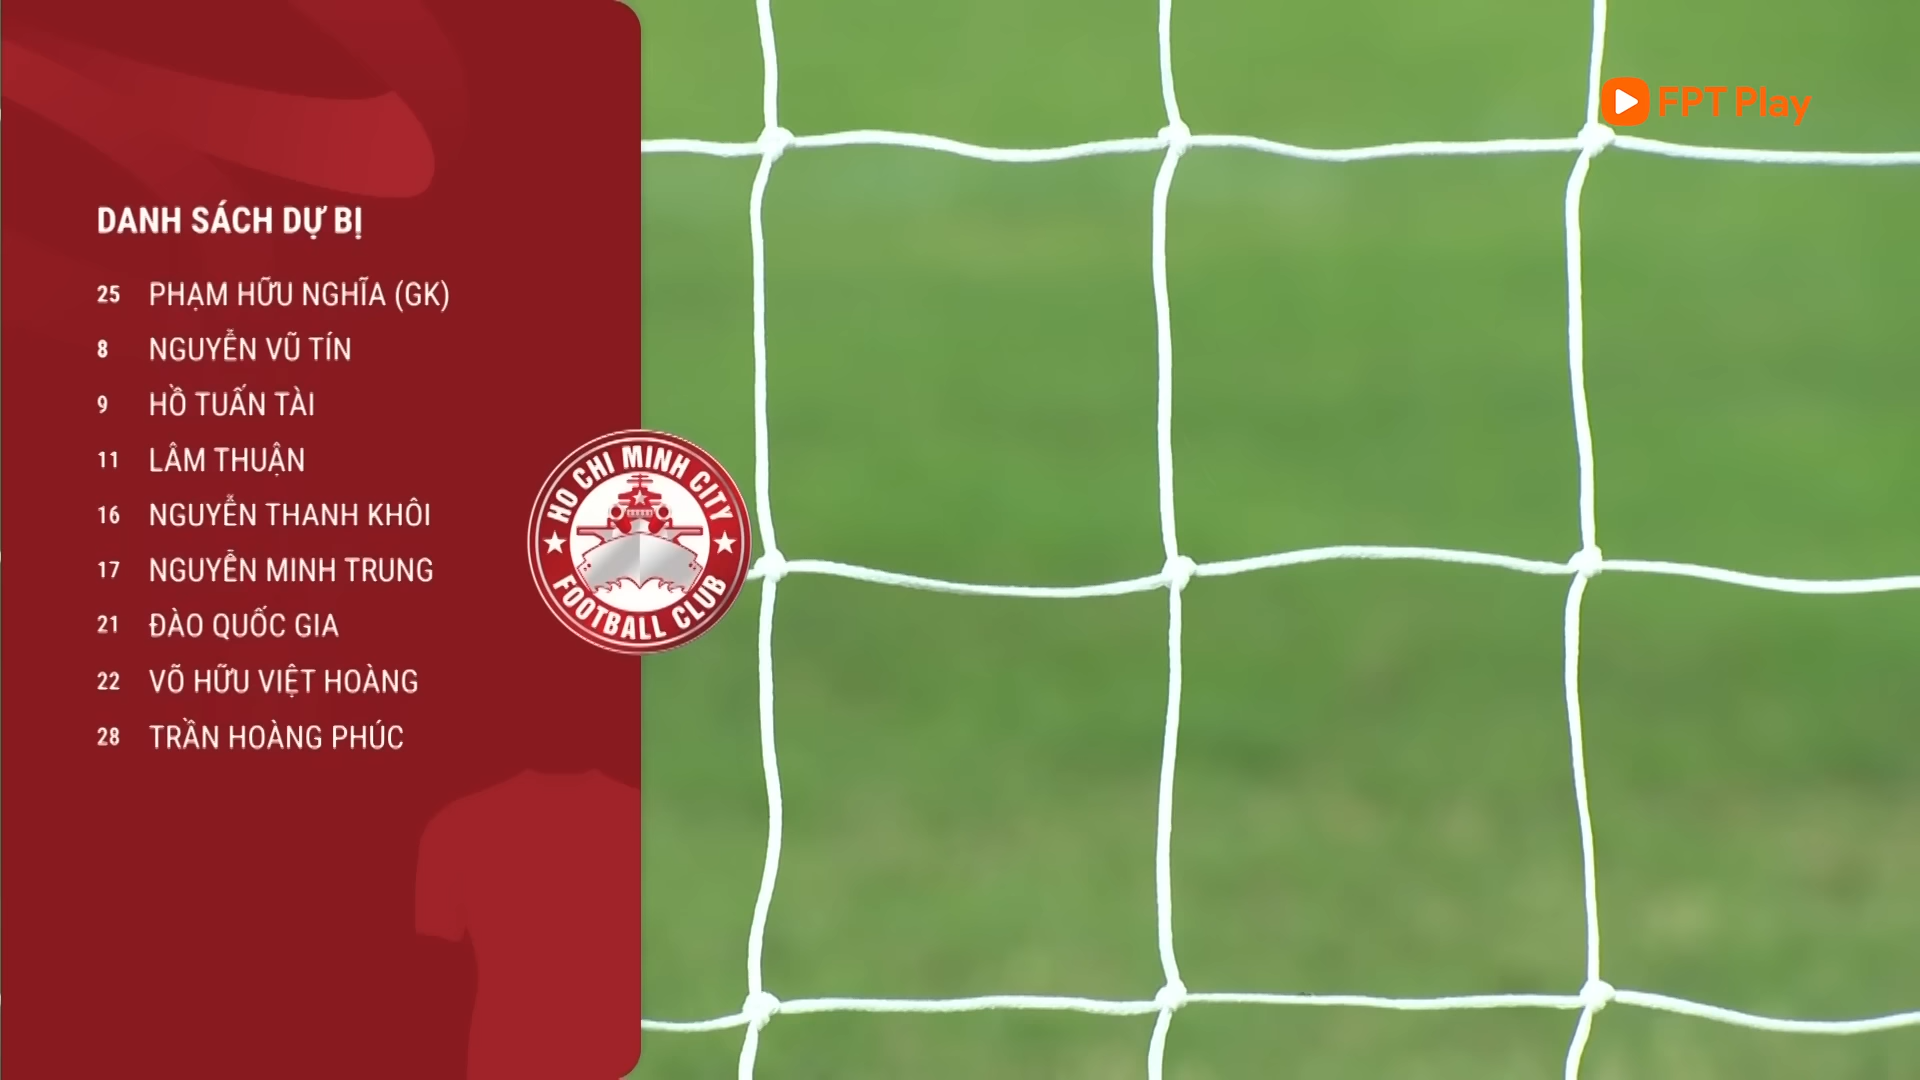 FPT Play
DANH SÁCH DỰ BỊ
25 PHẠM HỮU NGHĨA (GK)
8 NGUYỄN VŨ TÍN
9 HỒ TUẤN TÀI
11 LÂM THUẬN
16 NGUYỄN THANH KHÔI
17 NGUYỄN MINH TRUNG
21 ĐÀO QUỐC GIA
22 VÕ HỮU VIỆT HOÀNG
28 TRẦN HOÀNG PHÚC
HO CHI MINH CITY
FOOTBALL CLUB